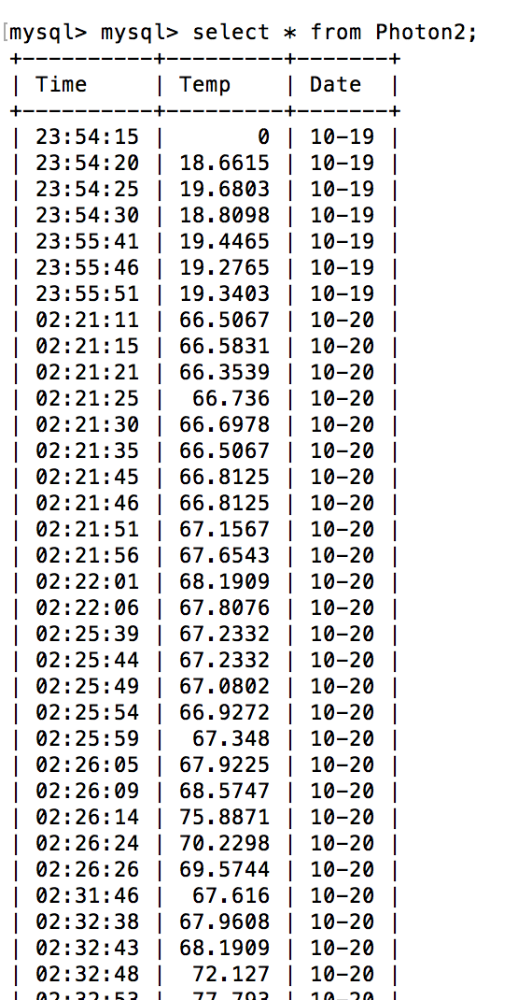 [mysql> mysql> select * from Photon2;
+----------+---------+-------+
| Time     | Temp    | Date  |
+----------+---------+-------+
| 23:54:15 |       0 | 10-19 |
| 23:54:20 | 18.6615 | 10-19 |
| 23:54:25 | 19.6803 | 10-19 |
| 23:54:30 | 18.8098 | 10-19 |
| 23:55:41 | 19.4465 | 10-19 |
| 23:55:46 | 19.2765 | 10-19 |
| 23:55:51 | 19.3403 | 10-19 |
| 02:21:11 | 66.5067 | 10-20 |
| 02:21:15 | 66.5831 | 10-20 |
| 02:21:21 | 66.3539 | 10-20 |
| 02:21:25 |  66.736 | 10-20 |
| 02:21:30 | 66.6978 | 10-20 |
| 02:21:35 | 66.5067 | 10-20 |
| 02:21:45 | 66.8125 | 10-20 |
| 02:21:46 | 66.8125 | 10-20 |
| 02:21:51 | 67.1567 | 10-20 |
| 02:21:56 | 67.6543 | 10-20 |
| 02:22:01 | 68.1909 | 10-20 |
| 02:22:06 | 67.8076 | 10-20 |
| 02:25:39 | 67.2332 | 10-20 |
| 02:25:44 | 67.2332 | 10-20 |
| 02:25:49 | 67.0802 | 10-20 |
| 02:25:54 | 66.9272 | 10-20 |
| 02:25:59 |  67.348 | 10-20 |
| 02:26:05 | 67.9225 | 10-20 |
| 02:26:09 | 68.5747 | 10-20 |
| 02:26:14 | 75.8871 | 10-20 |
| 02:26:24 | 70.2298 | 10-20 |
| 02:26:26 | 69.5744 | 10-20 |
| 02:31:46 |  67.616 | 10-20 |
| 02:32:38 | 67.9608 | 10-20 |
| 02:32:43 | 68.1909 | 10-20 |
| 02:32:48 |  72.127 | 10-20 |
| 02:32:53 |  77.793 | 10-20 |